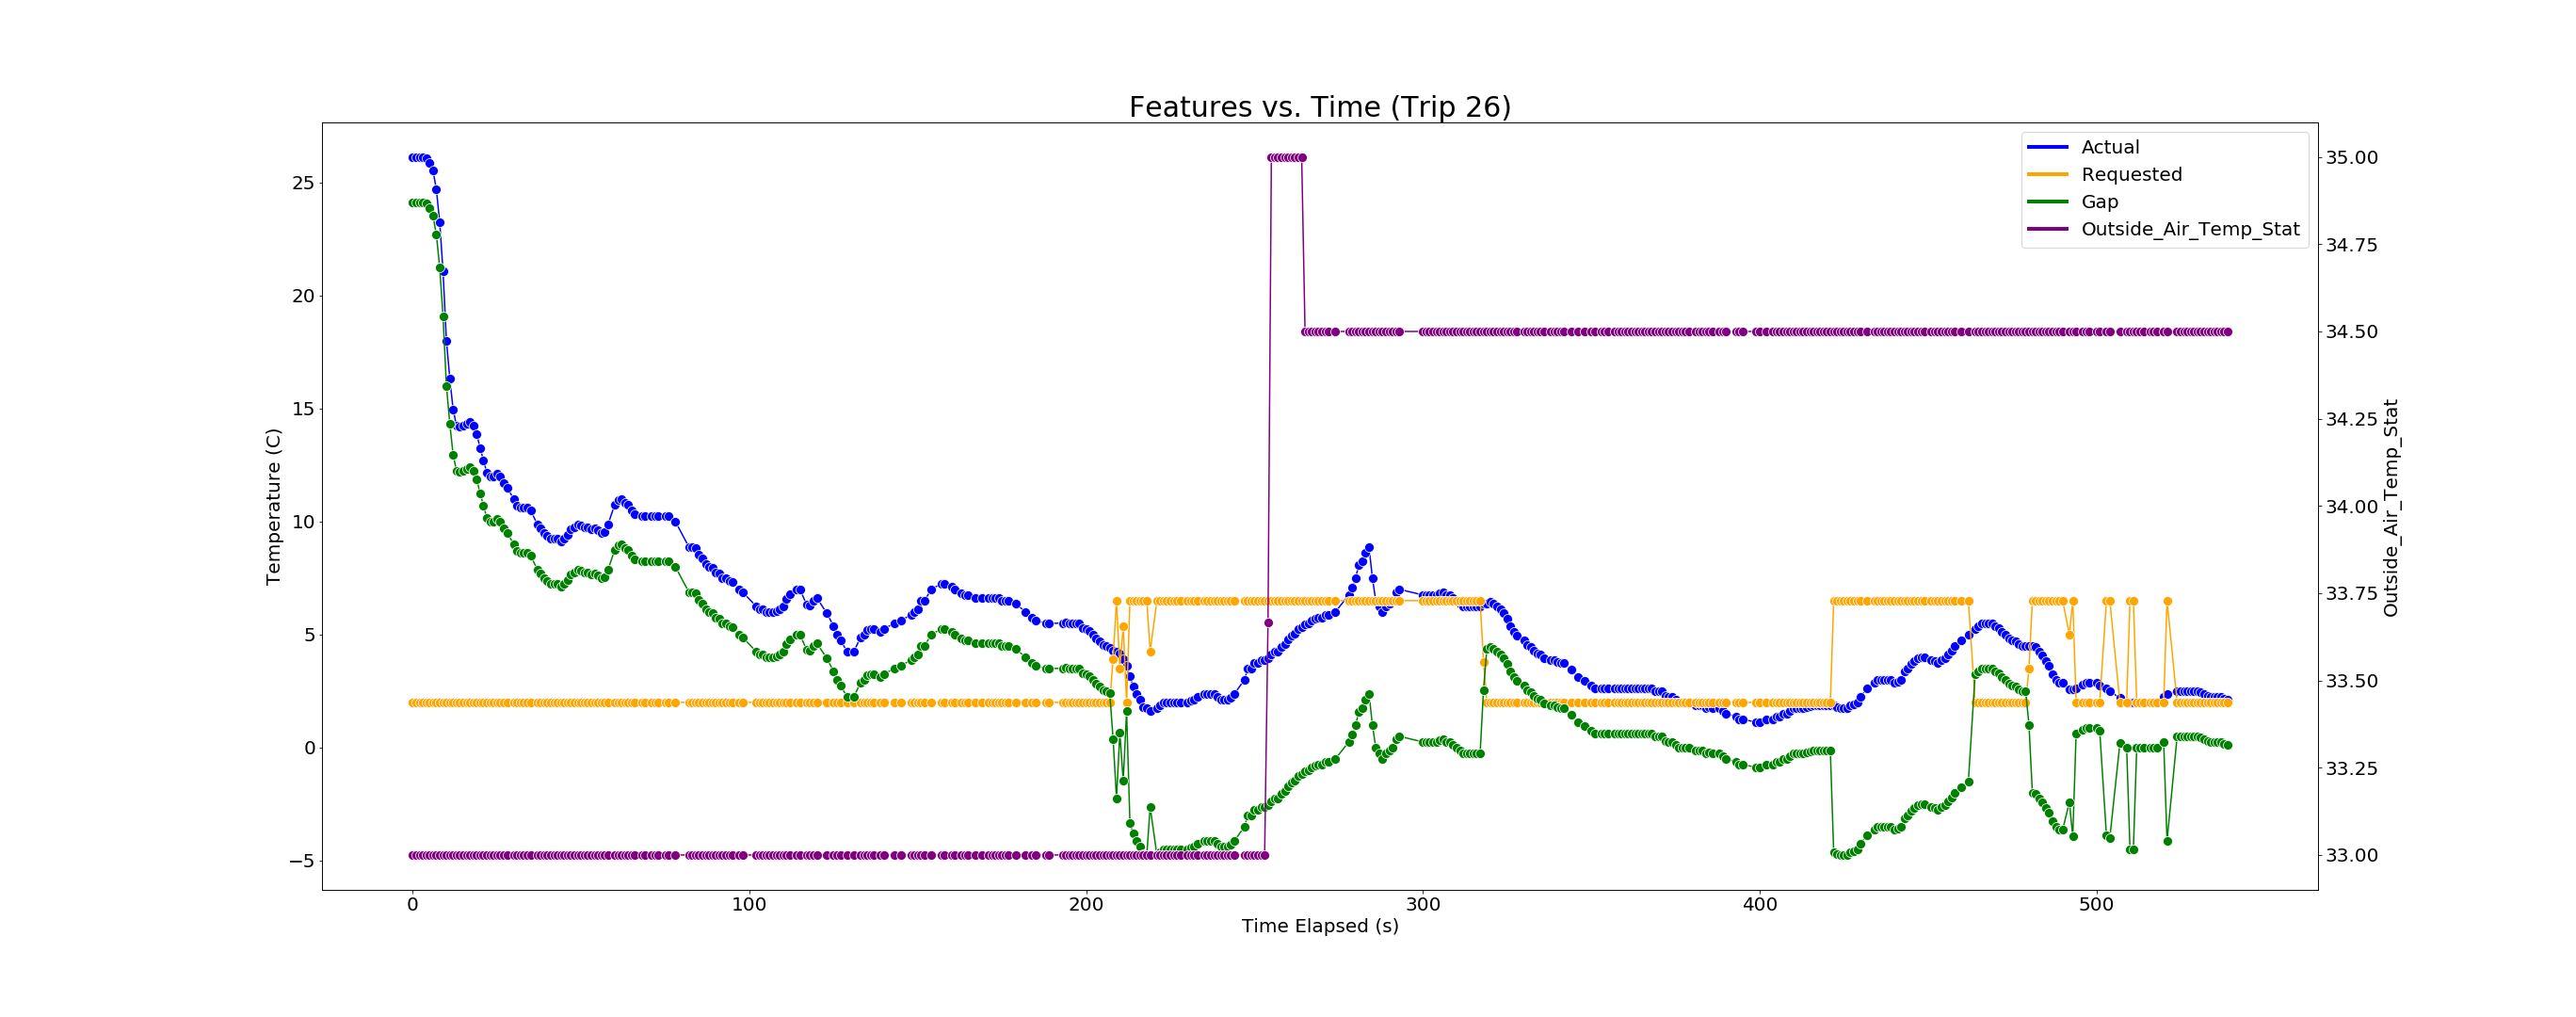 Features vs. Time (Trip 26)
Actual
Requested
Gap
Outside_Air_Temp_Stat
Temperature (C)
25
20
15
10
5
0
−5
35.00
34.75
34.50
34.25
34.00
33.75
33.50
33.25
33.00
Outside_Air_Temp_Stat
0 100 200 300 400 500
Time Elapsed (s)